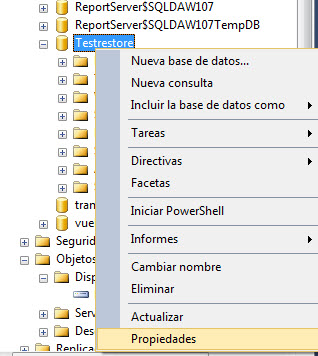 ReportServer$SQLDAW107
ReportServer$SQLDAW107TempDB
Testrestore
Nueva base de datos...
Nueva consulta
Incluir la base de datos como
Tareas
Directivas
Facetas
Iniciar PowerShell
Informes
Cambiar nombre
Eliminar
Actualizar
Propiedades
tran
vue
Segurida
Objetos
Disp
Serv
Des
Replica